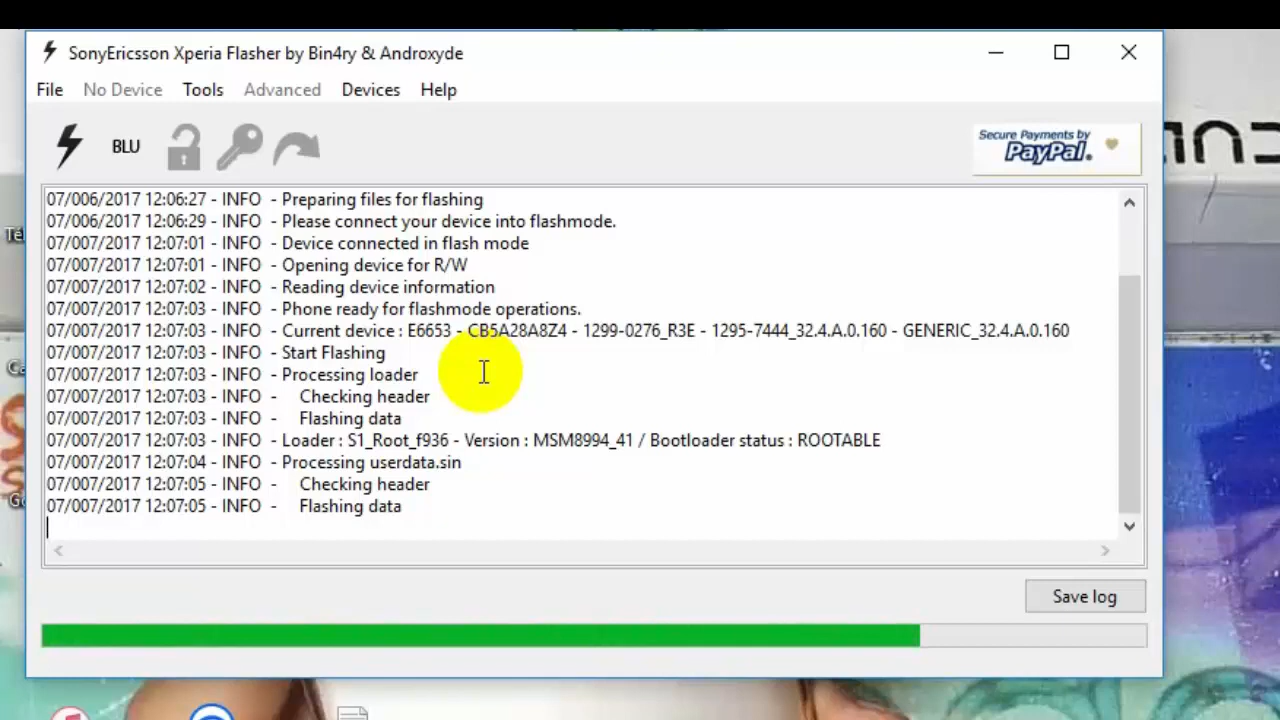 SonyEricsson Xperia Flasher by Bin4ry & Androxyde
File No Device Tools Advanced Devices Help
BLU
Secure Payments by
PayPal.
07/006/2017 12:06:27 - INFO - Preparing files for flashing
07/006/2017 12:06:29 - INFO - Please connect your device into flashmode.
07/007/2017 12:07:01 - INFO - Device connected in flash mode
07/007/2017 12:07:01 - INFO - Opening device for R/W
07/007/2017 12:07:02 - INFO - Reading device information
07/007/2017 12:07:03 - INFO - Phone ready for flashmode operations.
07/007/2017 12:07:03 - INFO - Current device : E6653 - CB5A28A8Z4 - 1299-0276_R3E - 1295-7444_32.4.A.0.160 - GENERIC_32.4.A.0.160
07/007/2017 12:07:03 - INFO - Start Flashing
07/007/2017 12:07:03 - INFO - Processing loader
07/007/2017 12:07:03 - INFO - Checking header
07/007/2017 12:07:03 - INFO - Flashing data
07/007/2017 12:07:03 - INFO - Loader : S1_Root_f936 - Version : MSM8994_41 / Bootloader status : ROOTABLE
07/007/2017 12:07:04 - INFO - Processing userdata.sin
07/007/2017 12:07:05 - INFO - Checking header
07/007/2017 12:07:05 - INFO - Flashing data
Save log